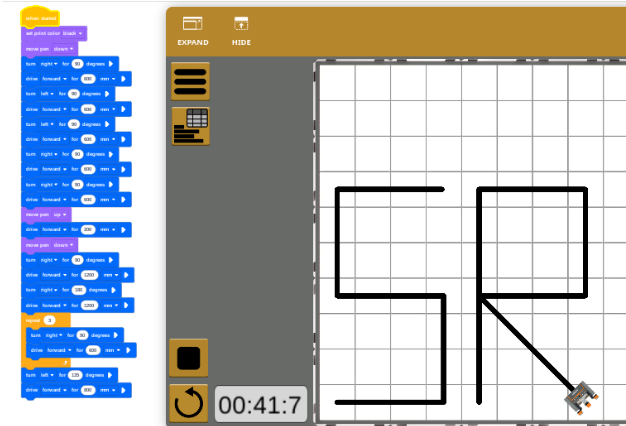 when started
set print color black
move pen down
turn right for 90 degrees
drive forward for 600 mm
turn left for 90 degrees
drive forward for 600 mm
turn left for 90 degrees
drive forward for 600 mm
turn right for 90 degrees
drive forward for 600 mm
turn right for 90 degrees
drive forward for 600 mm
move pen up
drive forward for 200 mm
move pen down
turn right for 90 degrees
drive forward for 1200 mm
turn right for 180 degrees
drive forward for 1200 mm
repeat 3
turn right for 90 degrees
drive forward for 600 mm
turn left for 135 degrees
drive forward for 800 mm
EXPAND HIDE
SR
00:41:7